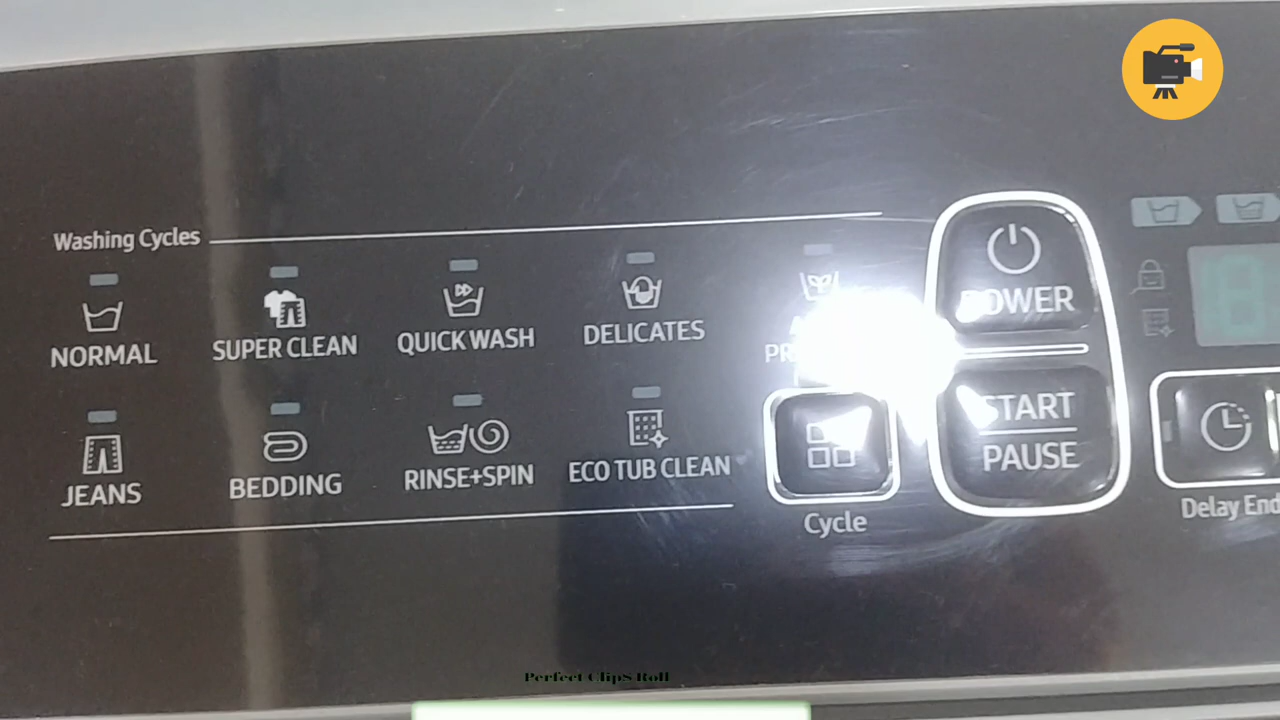 Washing Cycles
NORMAL
SUPER CLEAN
QUICK WASH
DELICATES
JEANS
BEDDING
RINSE+SPIN
ECO TUB CLEAN
Cycle
POWER
START
PAUSE
Delay End
Perfect Clips Roll